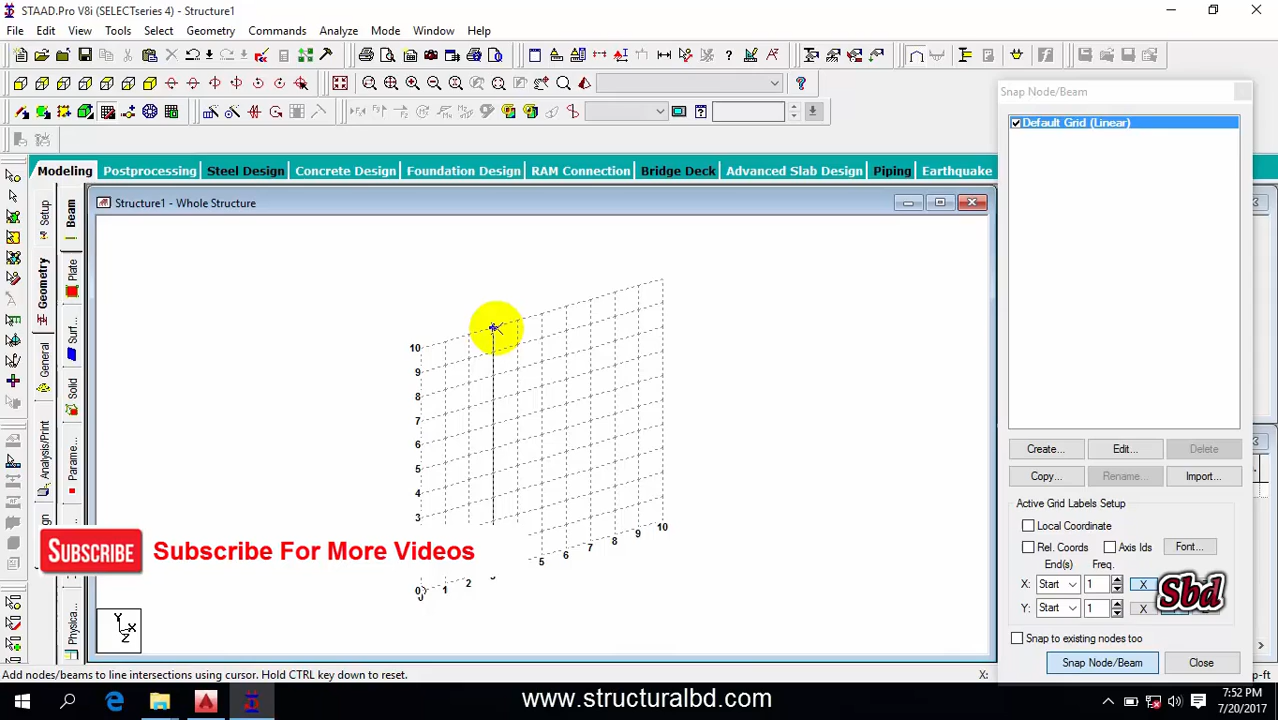 STAAD.Pro V8i (SELECTseries 4) - Structure1
File Edit View Tools Select Geometry Commands Analyze Mode Window Help
Modeling Postprocessing Steel Design Concrete Design Foundation Design RAM Connection Bridge Deck Advanced Slab Design Piping Earthquake
Structure1 - Whole Structure
Setup
Geometry
General
Analysis/Print
Beam
Plate
Surf...
Solid
Parame...
Physica...
10
9
8
7
6
5
4
3
0
0
1
2
5
6
7
8
9
10
SUBSCRIBE Subscribe For More Videos
Y
X
Z
Snap Node/Beam
Default Grid (Linear)
Create... Edit... Delete
Copy... Rename... Import...
Active Grid Labels Setup
Local Coordinate
Rel. Coords Axis Ids Font...
End(s) Freq.
X: Start 1 X
Y: Start 1 X
Sbd
Snap to existing nodes too
Snap Node/Beam Close
Add nodes/beams to line intersections using cursor. Hold CTRL key down to reset. X:
p-ft
www.structuralbd.com
7:52 PM
7/20/2017